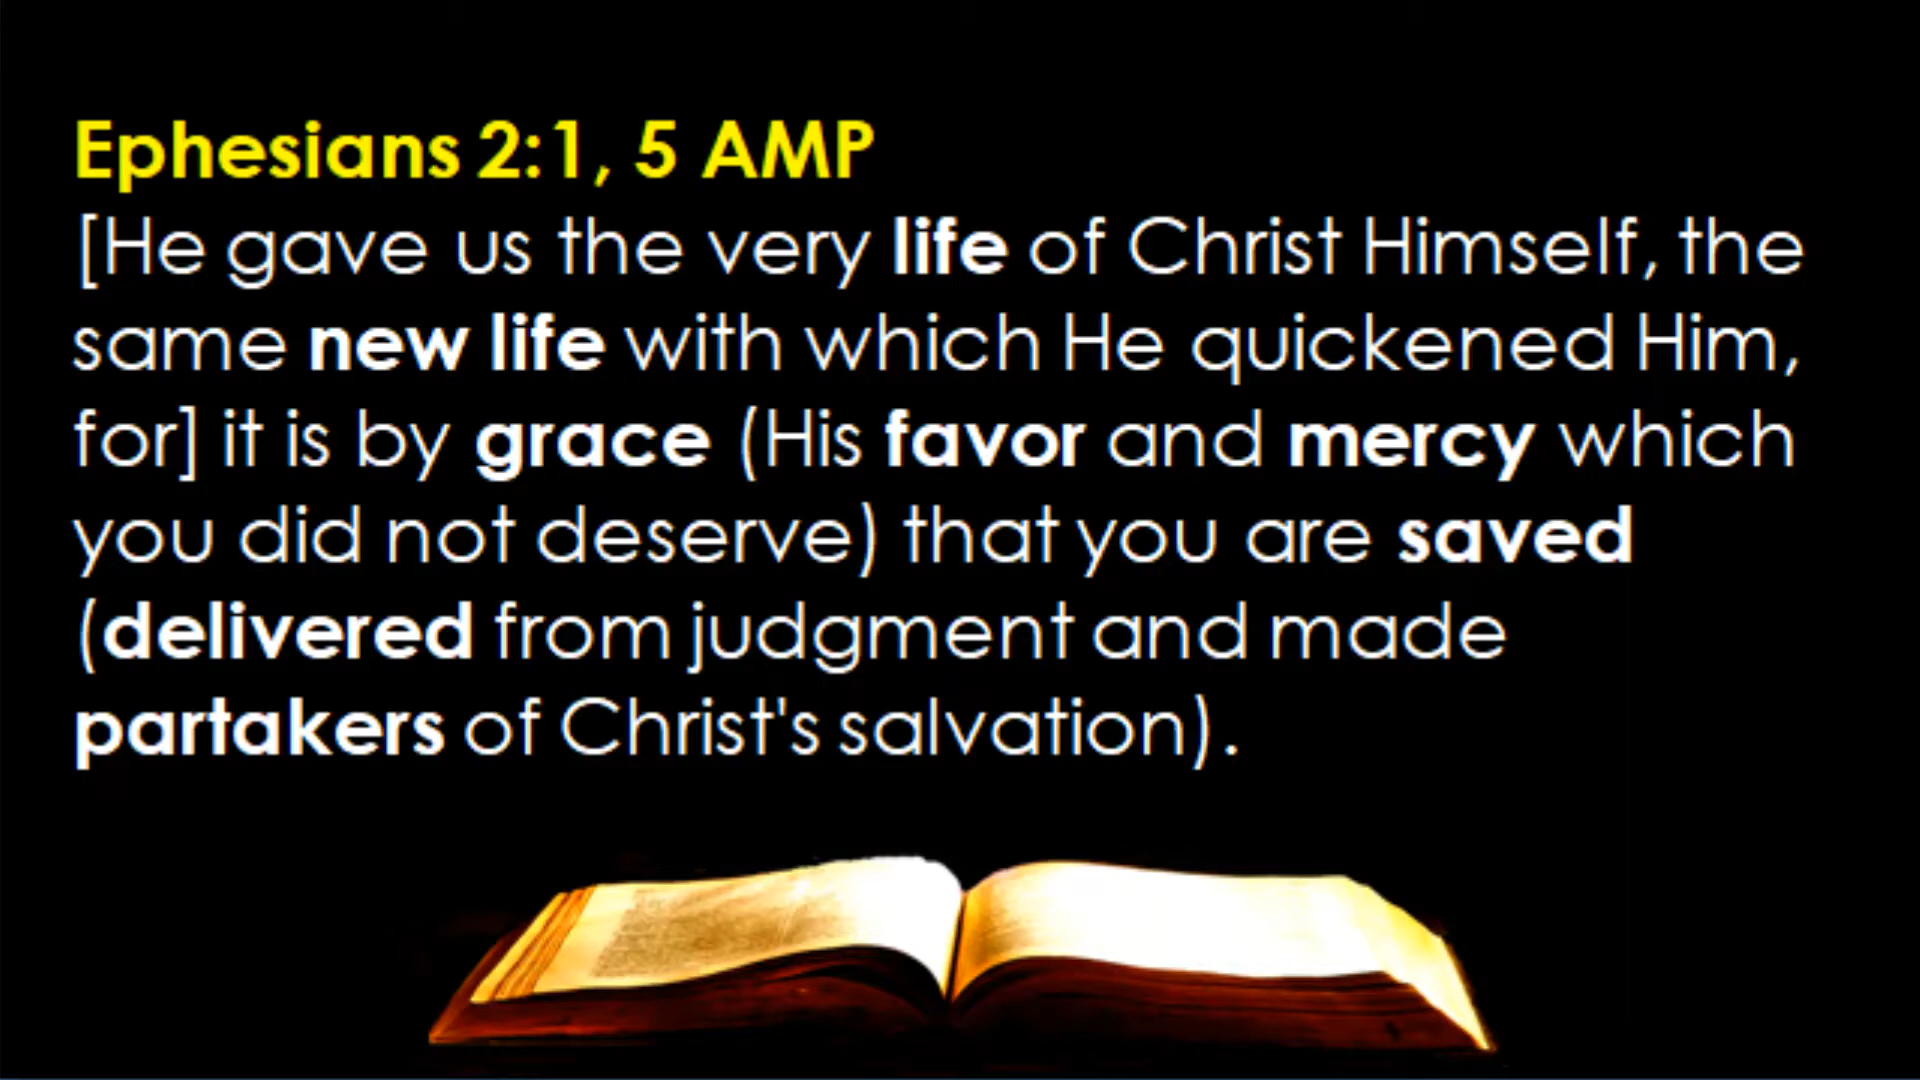 Ephesians 2:1, 5 AMP
[He gave us the very life of Christ Himself, the
same new life with which He quickened Him,
for] it is by grace (His favor and mercy which
you did not deserve) that you are saved
(delivered from judgment and made
partakers of Christ's salvation).